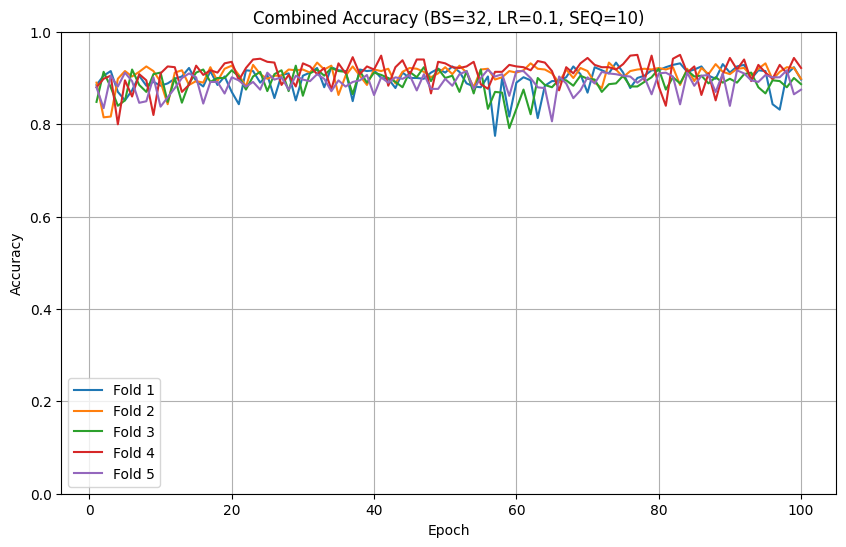 Combined Accuracy (BS=32, LR=0.1, SEQ=10)
1.0
0.8
0.6
0.4
0.2
0.0
Accuracy
Fold 1
Fold 2
Fold 3
Fold 4
Fold 5
0 20 40 60 80 100
Epoch